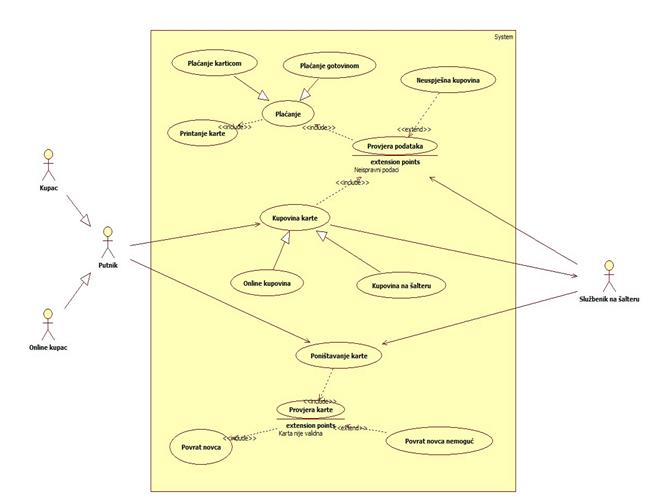 System
Plaćanje karticom
Plaćanje gotovinom
Neuspješna kupovina
Plaćanje
Printanje karte
<<include>>
<<include>>
<<extend>>
Provjera podataka
extension points
Neispravni podaci
<<include>>
Kupac
Kupovina karte
Putnik
Online kupovina
Kupovina na šalteru
Službenik na šalteru
Online kupac
Poništavanje karte
<<include>>
Provjera karte
extension points
Karta nije validna
<<include>>
<<extend>>
Povrat novca
Povrat novca nemoguć